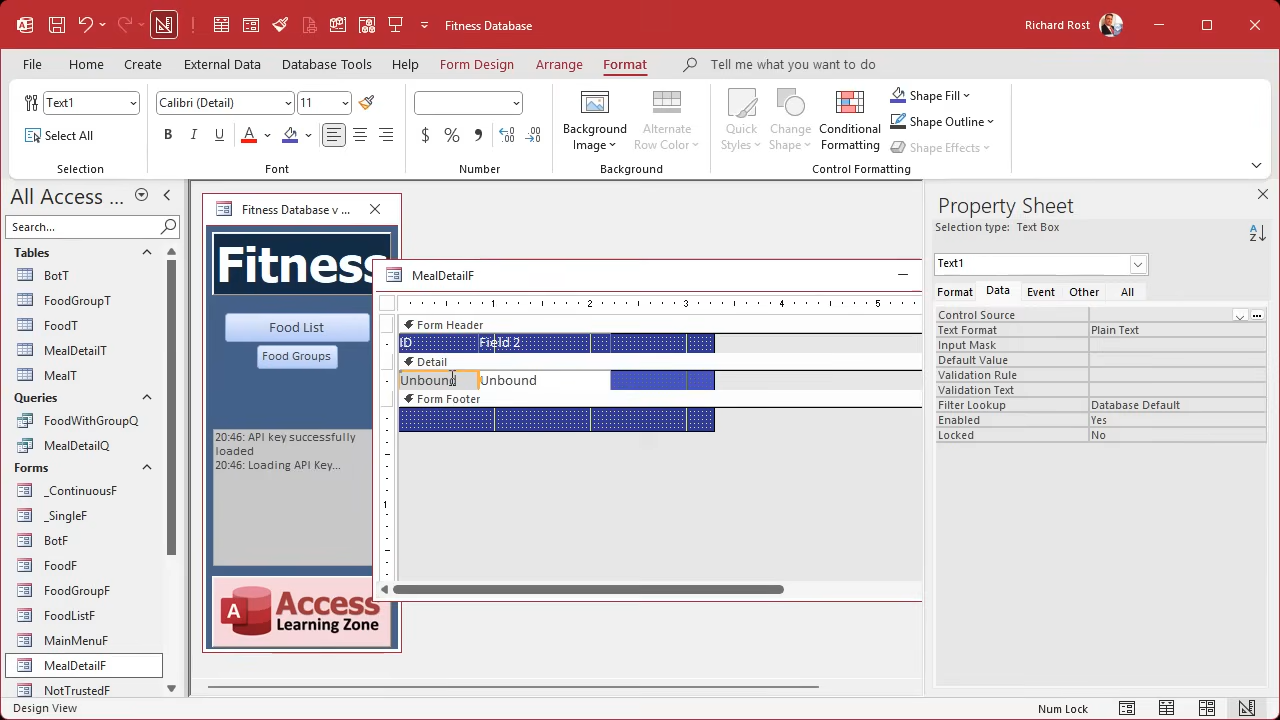 Fitness Database
Richard Rost
File Home Create External Data Database Tools Help Form Design Arrange Format Tell me what you want to do
Text1
Select All
Selection
Calibri (Detail) 11
B I U A
Font
$ % 9
Number
Background Image
Alternate Row Color
Background
Quick Styles
Change Shape
Conditional Formatting
Shape Fill
Shape Outline
Shape Effects
Control Formatting
All Access ...
Search...
Tables
BotT
FoodGroupT
FoodT
MealDetailT
MealT
Queries
FoodWithGroupQ
MealDetailQ
Forms
_ContinuousF
_SingleF
BotF
FoodF
FoodGroupF
FoodListF
MainMenuF
MealDetailF
NotTrustedF
Fitness Database v ...
Fitness
Food List
Food Groups
20:46: API key successfully
loaded
20:46: Loading API Key...
A Access
Learning Zone
MealDetailF
1 2 3 4 5
Form Header
ID Field 2
Detail
Unbound Unbound
Form Footer
1
Property Sheet
Selection type: Text Box
Text1
Format Data Event Other All
Control Source
Text Format Plain Text
Input Mask
Default Value
Validation Rule
Validation Text
Filter Lookup Database Default
Enabled Yes
Locked No
Design View
Num Lock